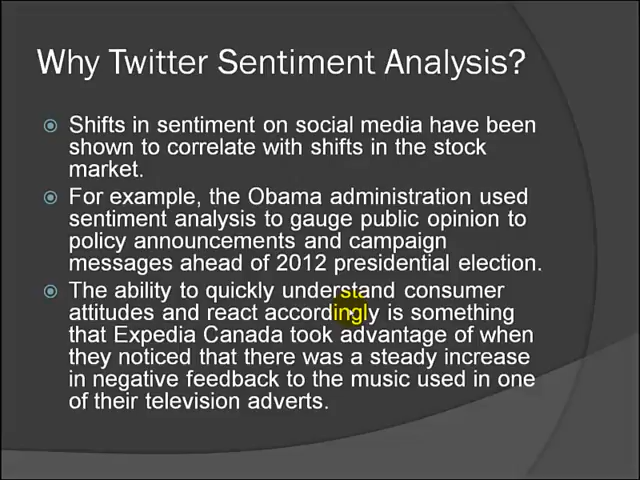 Why Twitter Sentiment Analysis?
Shifts in sentiment on social media have been
shown to correlate with shifts in the stock
market.
For example, the Obama administration used
sentiment analysis to gauge public opinion to
policy announcements and campaign
messages ahead of 2012 presidential election.
The ability to quickly understand consumer
attitudes and react accordingly is something
that Expedia Canada took advantage of when
they noticed that there was a steady increase
in negative feedback to the music used in one
of their television adverts.